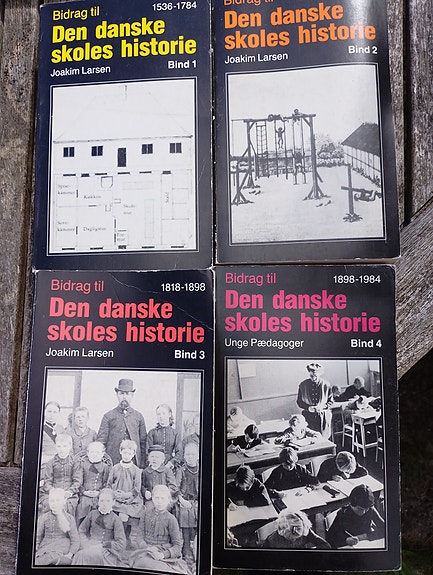 Bidrag til
1536-1784
Den danske
skoles historie
Joakim Larsen
Bind 1
Bidrag til
Den danske
skoles historie
Joakim Larsen
Bind 2
Bidrag til
1818-1898
Den danske
skoles historie
Joakim Larsen
Bind 3
Bidrag til
1898-1984
Den danske
skoles historie
Unge Pædagoger
Bind 4